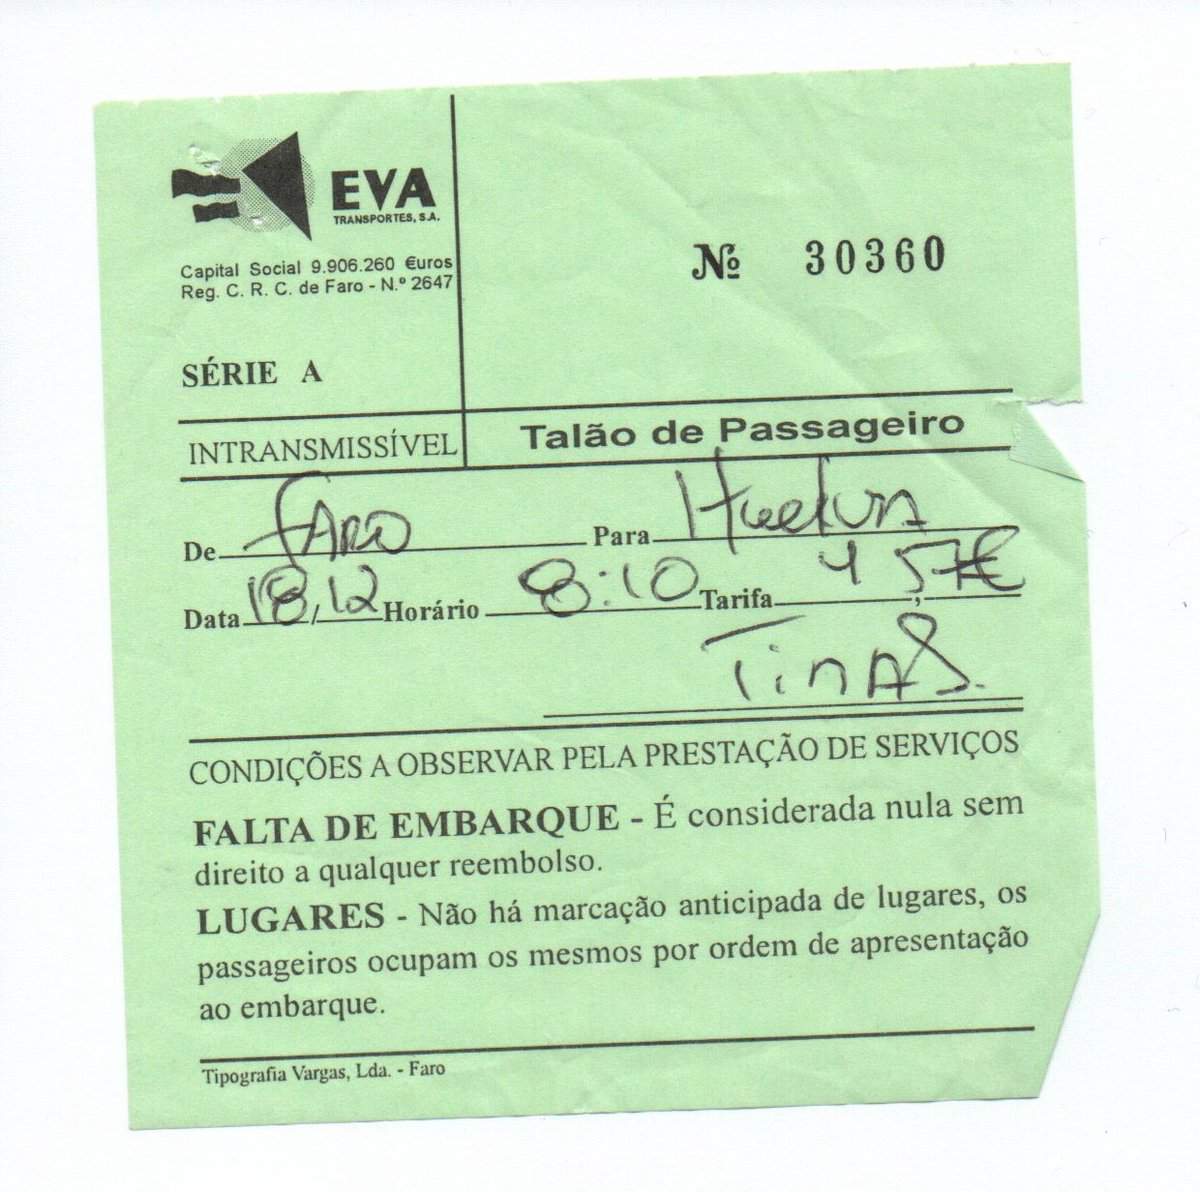 EVA
TRANSPORTES, S.A.
Capital Social 9.906.260 €uros
Reg. C. R. C. de Faro - N.º 2647
Nº 30360
SÉRIE A
INTRANSMISSÍVEL
Talão de Passageiro
De FARO Para Huelva
Data 18/12 Horário 8:10 Tarifa 4,57€
CONDIÇÕES A OBSERVAR PELA PRESTAÇÃO DE SERVIÇOS
FALTA DE EMBARQUE - É considerada nula sem
direito a qualquer reembolso.
LUGARES - Não há marcação anticipada de lugares, os
passageiros ocupam os mesmos por ordem de apresentação
ao embarque.
Tipografia Vargas, Lda. - Faro